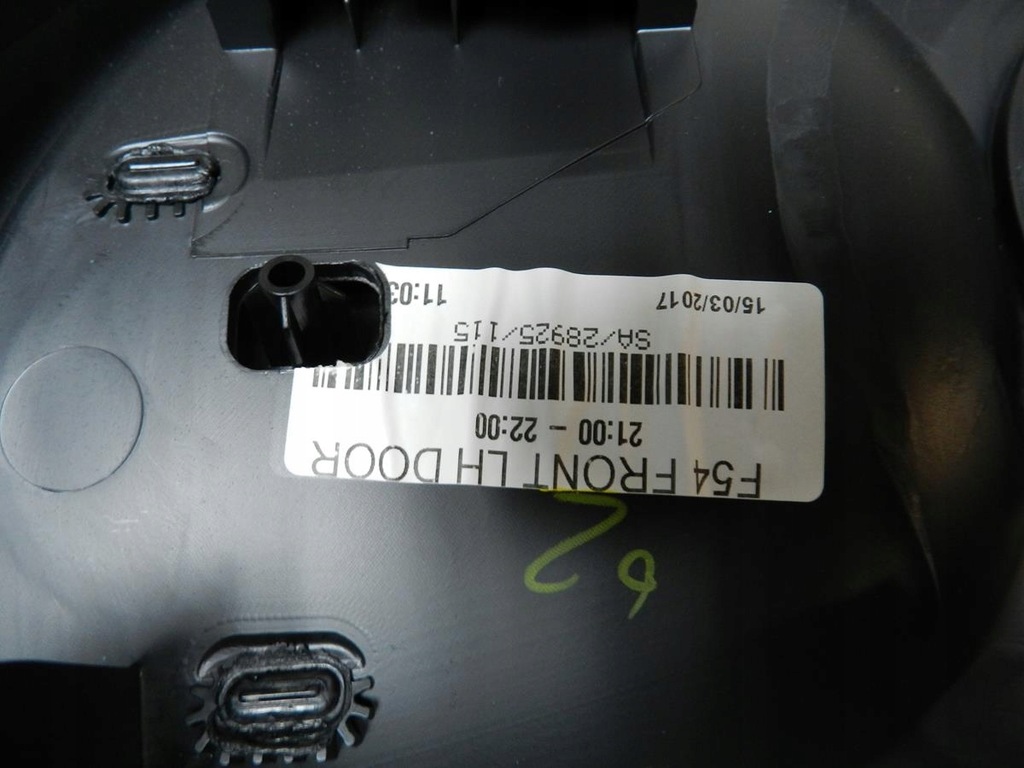 F54 FRONT LH DOOR
21:00 - 22:00
SA/28925/115
15/03/2017 11:03